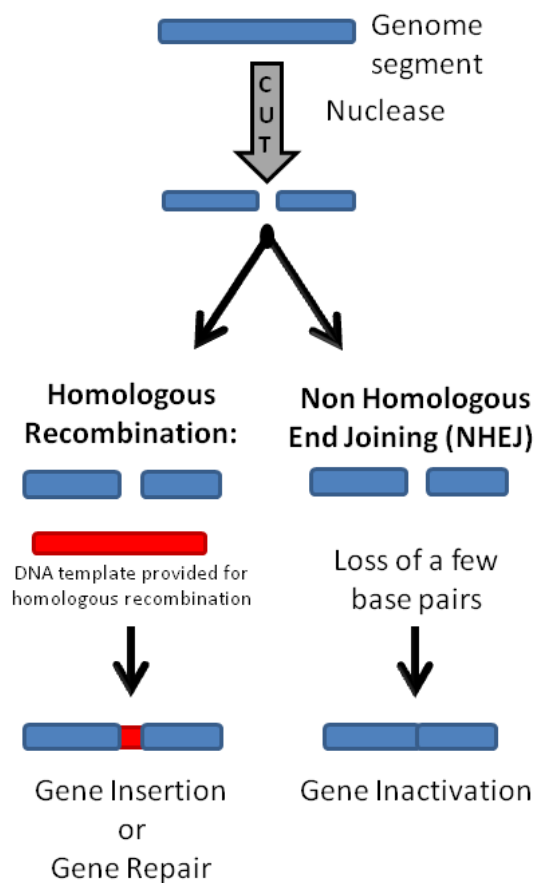 Genome
segment
CUT
Nuclease
Homologous
Recombination:
DNA template provided for
homologous recombination
Gene Insertion
or
Gene Repair
Non Homologous
End Joining (NHEJ)
Loss of a few
base pairs
Gene Inactivation